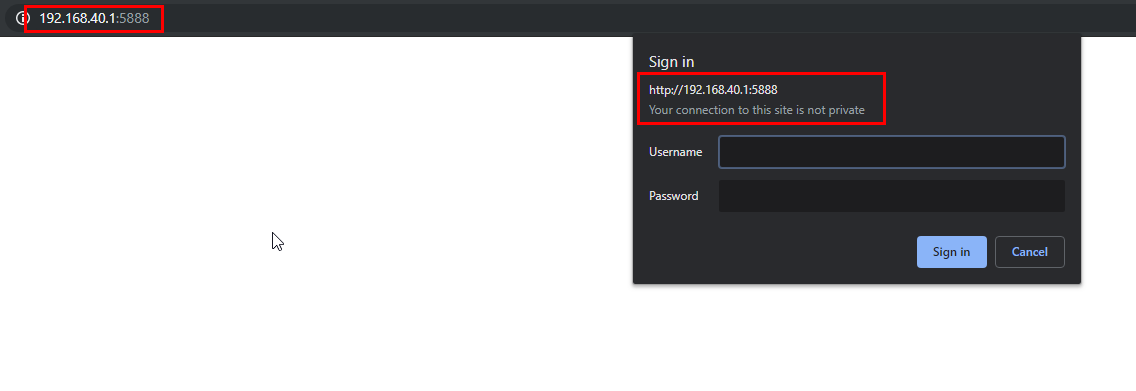 192.168.40.1:5888
Sign in
http://192.168.40.1:5888
Your connection to this site is not private
Username
Password
Sign in
Cancel